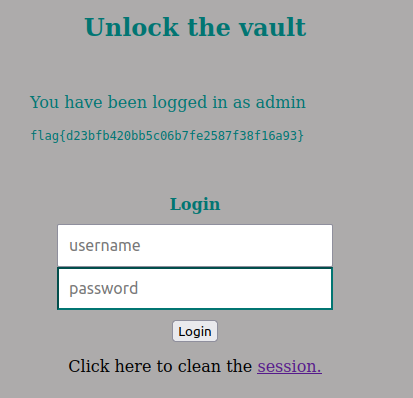 Unlock the vault
You have been logged in as admin
flag{d23bfb420bb5c06b7fe2587f38f16a93}
Login
username
password
Login
Click here to clean the session.